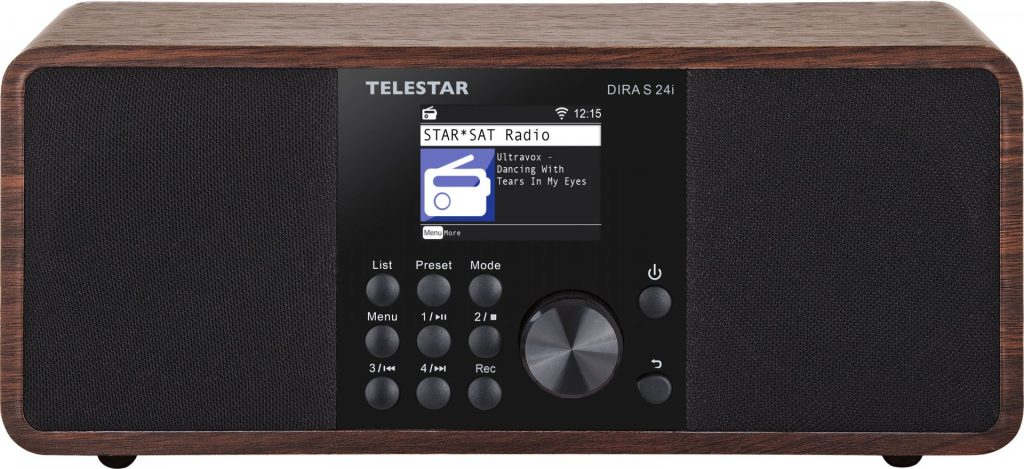 TELESTAR
DIRA S 24i
12:15
STAR*SAT Radio
Ultravox -
Dancing With
Tears In My Eyes
Menu More
List Preset Mode
Menu 1/⏯ 2/⏹
3/⏮ 4/⏭ Rec